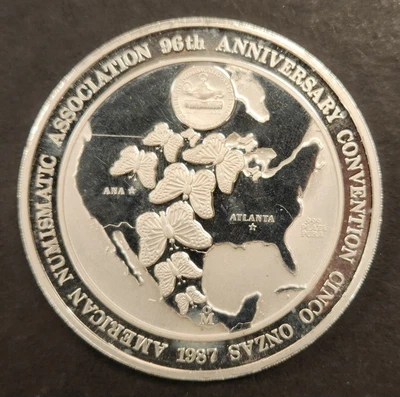 AMERICAN NUMISMATIC ASSOCIATION 96th ANNIVERSARY CONVENTION CINCO ONZAS 1987
ANA
ATLANTA
M